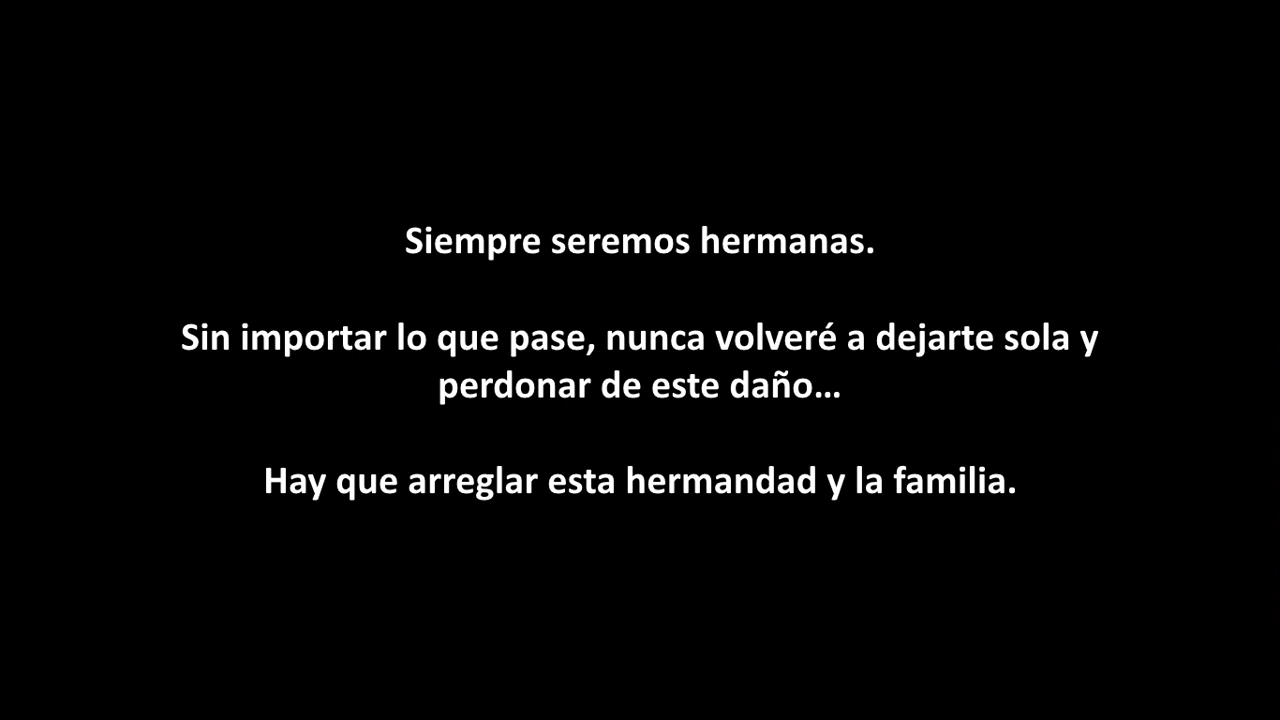 Siempre seremos hermanas.
Sin importar lo que pase, nunca volveré a dejarte sola y
perdonar de este daño…
Hay que arreglar esta hermandad y la familia.